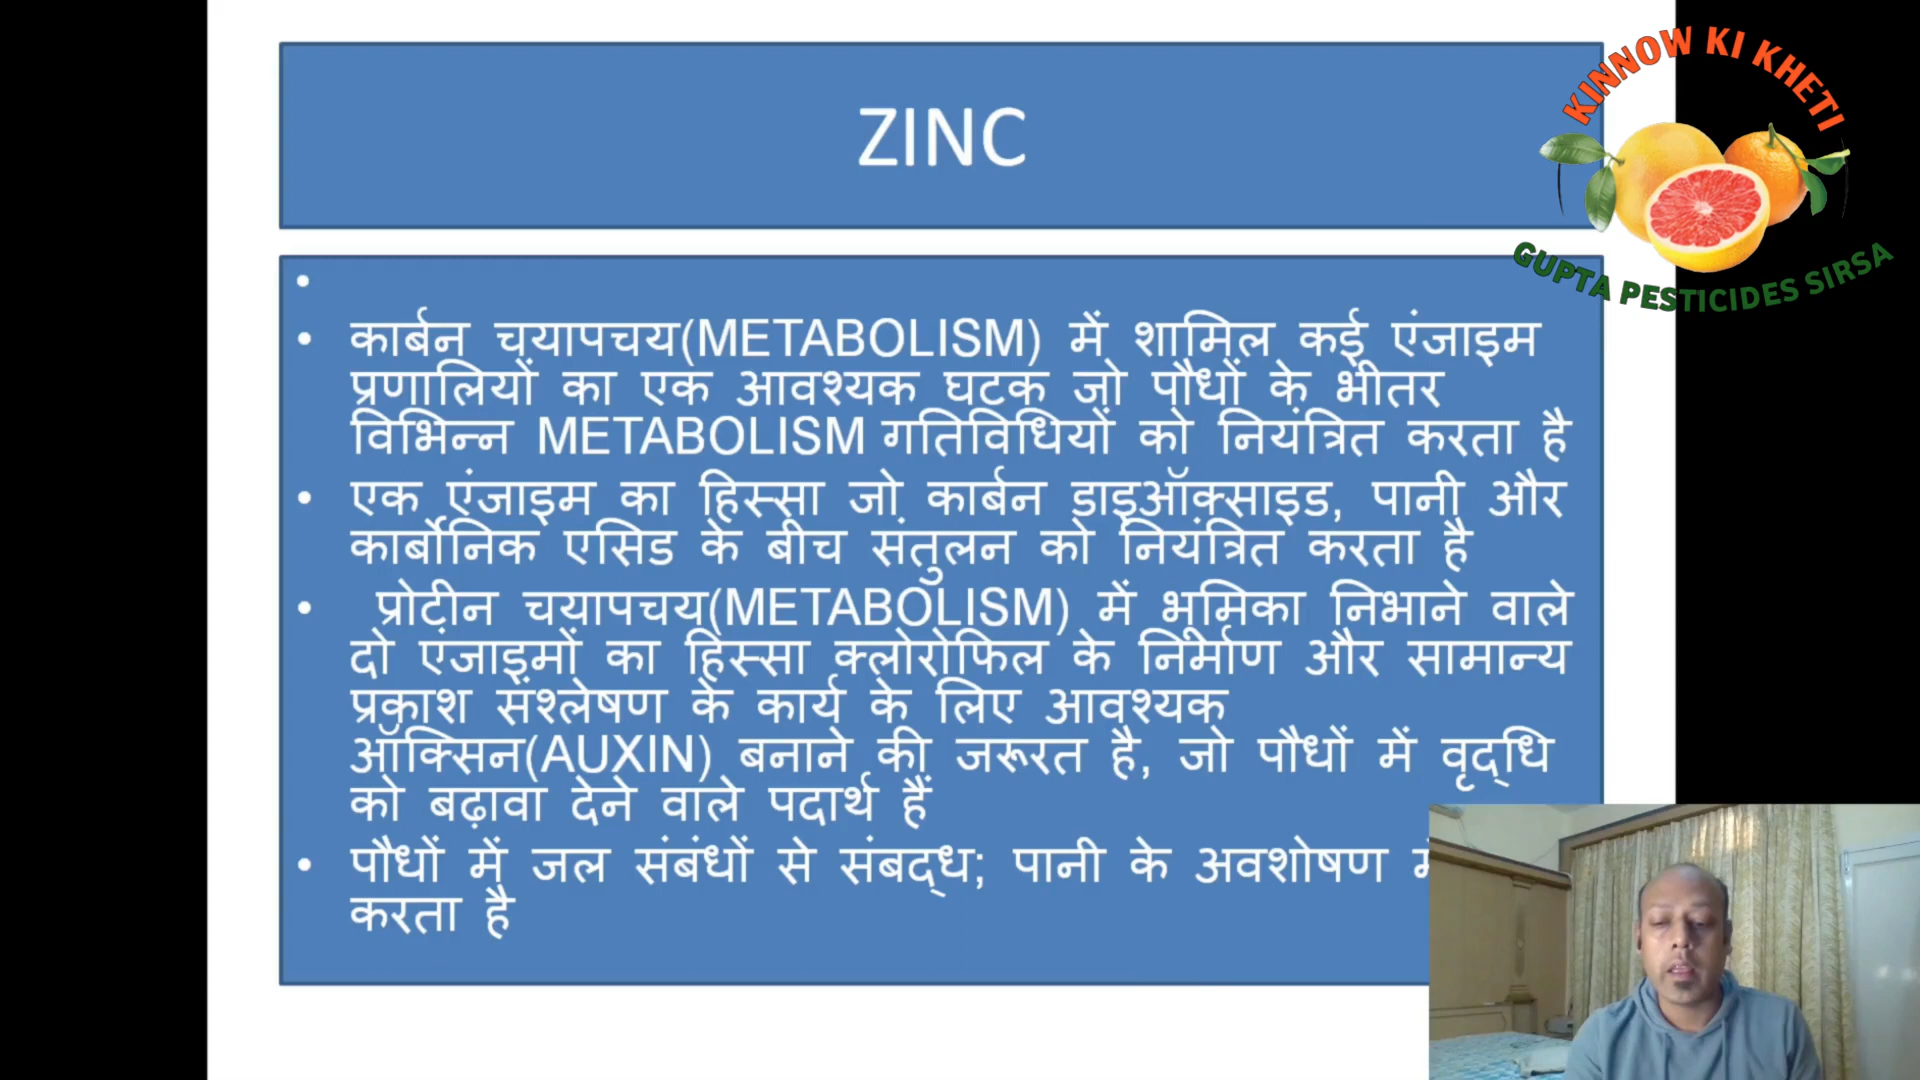 ZINC
KINNOW KI KHETI
GUPTA PESTICIDES SIRSA
•
• कार्बन चयापचय(METABOLISM) में शामिल कई एंजाइम
प्रणालियों का एक आवश्यक घटक जो पौधों के भीतर
विभिन्न METABOLISM गतिविधियों को नियंत्रित करता है
• एक एंजाइम का हिस्सा जो कार्बन डाइऑक्साइड, पानी और
कार्बोनिक एसिड के बीच संतुलन को नियंत्रित करता है
• प्रोटीन चयापचय(METABOLISM) में भूमिका निभाने वाले
दो एंजाइमों का हिस्सा क्लोरोफिल के निर्माण और सामान्य
प्रकाश संश्लेषण के कार्य के लिए आवश्यक
ऑक्सिन(AUXIN) बनाने की जरूरत है, जो पौधों में वृद्धि
को बढ़ावा देने वाले पदार्थ हैं
• पौधों में जल संबंधों से संबद्ध; पानी के अवशोषण
करता है